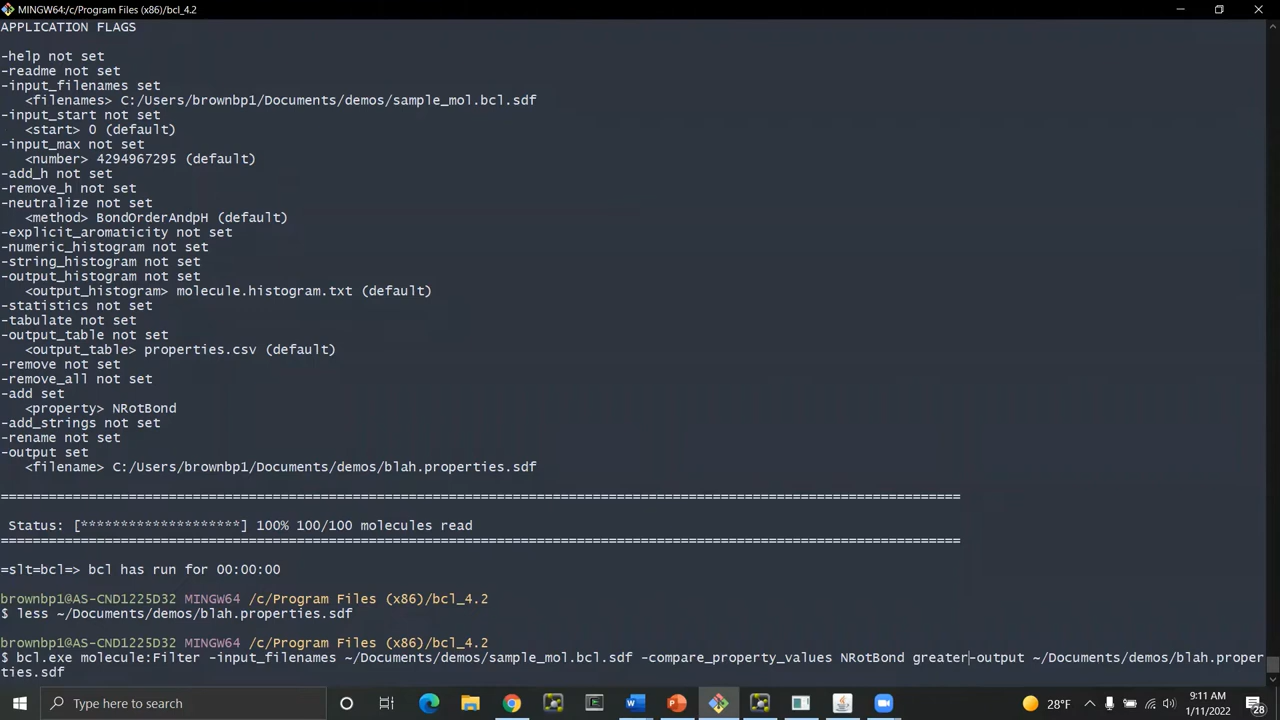 MINGW64:/c/Program Files (x86)/bcl_4.2
APPLICATION FLAGS
-help not set
-readme not set
-input_filenames set
<filenames> C:/Users/brownbp1/Documents/demos/sample_mol.bcl.sdf
-input_start not set
<start> 0 (default)
-input_max not set
<number> 4294967295 (default)
-add_h not set
-remove_h not set
-neutralize not set
<method> BondOrderAndpH (default)
-explicit_aromaticity not set
-numeric_histogram not set
-string_histogram not set
-output_histogram not set
<output_histogram> molecule.histogram.txt (default)
-statistics not set
-tabulate not set
-output_table not set
<output_table> properties.csv (default)
-remove not set
-remove_all not set
-add set
<property> NRotBond
-add_strings not set
-rename not set
-output set
<filename> C:/Users/brownbp1/Documents/demos/blah.properties.sdf
========================================================================================================================
Status: [********************] 100% 100/100 molecules read
========================================================================================================================
=slt=bcl=> bcl has run for 00:00:00
brownbp1@AS-CND1225D32 MINGW64 /c/Program Files (x86)/bcl_4.2
$ less ~/Documents/demos/blah.properties.sdf
brownbp1@AS-CND1225D32 MINGW64 /c/Program Files (x86)/bcl_4.2
$ bcl.exe molecule:Filter -input_filenames ~/Documents/demos/sample_mol.bcl.sdf -compare_property_values NRotBond greater-output ~/Documents/demos/blah.proper
ties.sdf
Type here to search
28°F
9:11 AM
1/11/2022
28